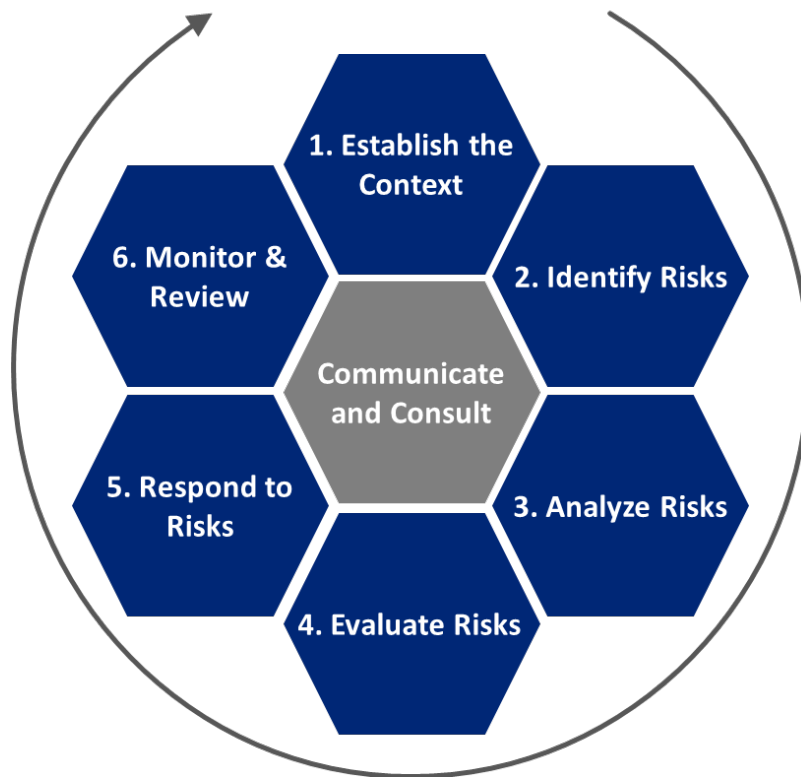 1. Establish the
Context
2. Identify Risks
3. Analyze Risks
4. Evaluate Risks
5. Respond to
Risks
6. Monitor &
Review
Communicate
and Consult